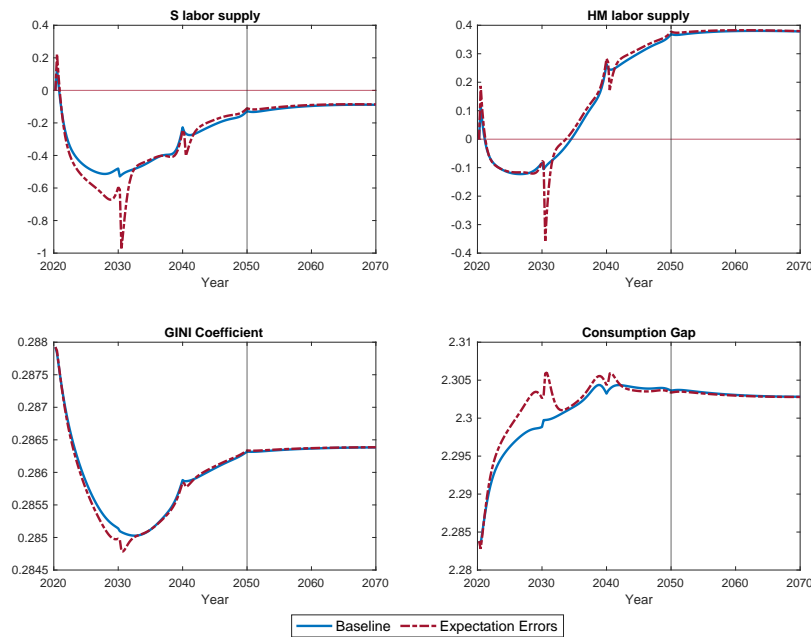 S labor supply
0.4
0.2
0
-0.2
-0.4
-0.6
-0.8
-1
2020 2030 2040 2050 2060 2070
Year
HM labor supply
0.4
0.3
0.2
0.1
0
-0.1
-0.2
-0.3
-0.4
2020 2030 2040 2050 2060 2070
Year
GINI Coefficient
0.288
0.2875
0.287
0.2865
0.286
0.2855
0.285
0.2845
2020 2030 2040 2050 2060 2070
Year
Consumption Gap
2.31
2.305
2.3
2.295
2.29
2.285
2.28
2020 2030 2040 2050 2060 2070
Year
Baseline Expectation Errors